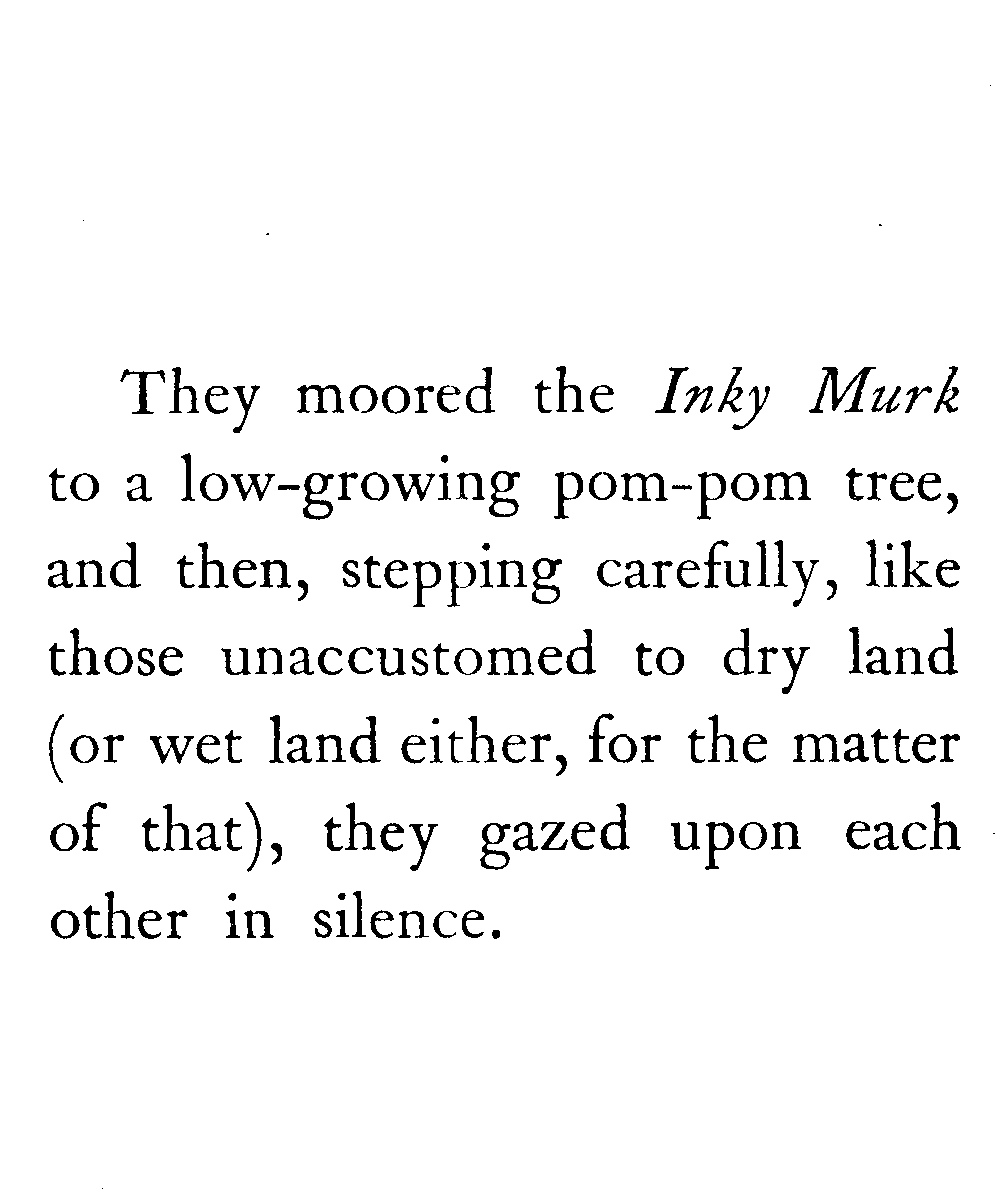 They moored the Inky Murk
to a low-growing pom-pom tree,
and then, stepping carefully, like
those unaccustomed to dry land
(or wet land either, for the matter
of that), they gazed upon each
other in silence.